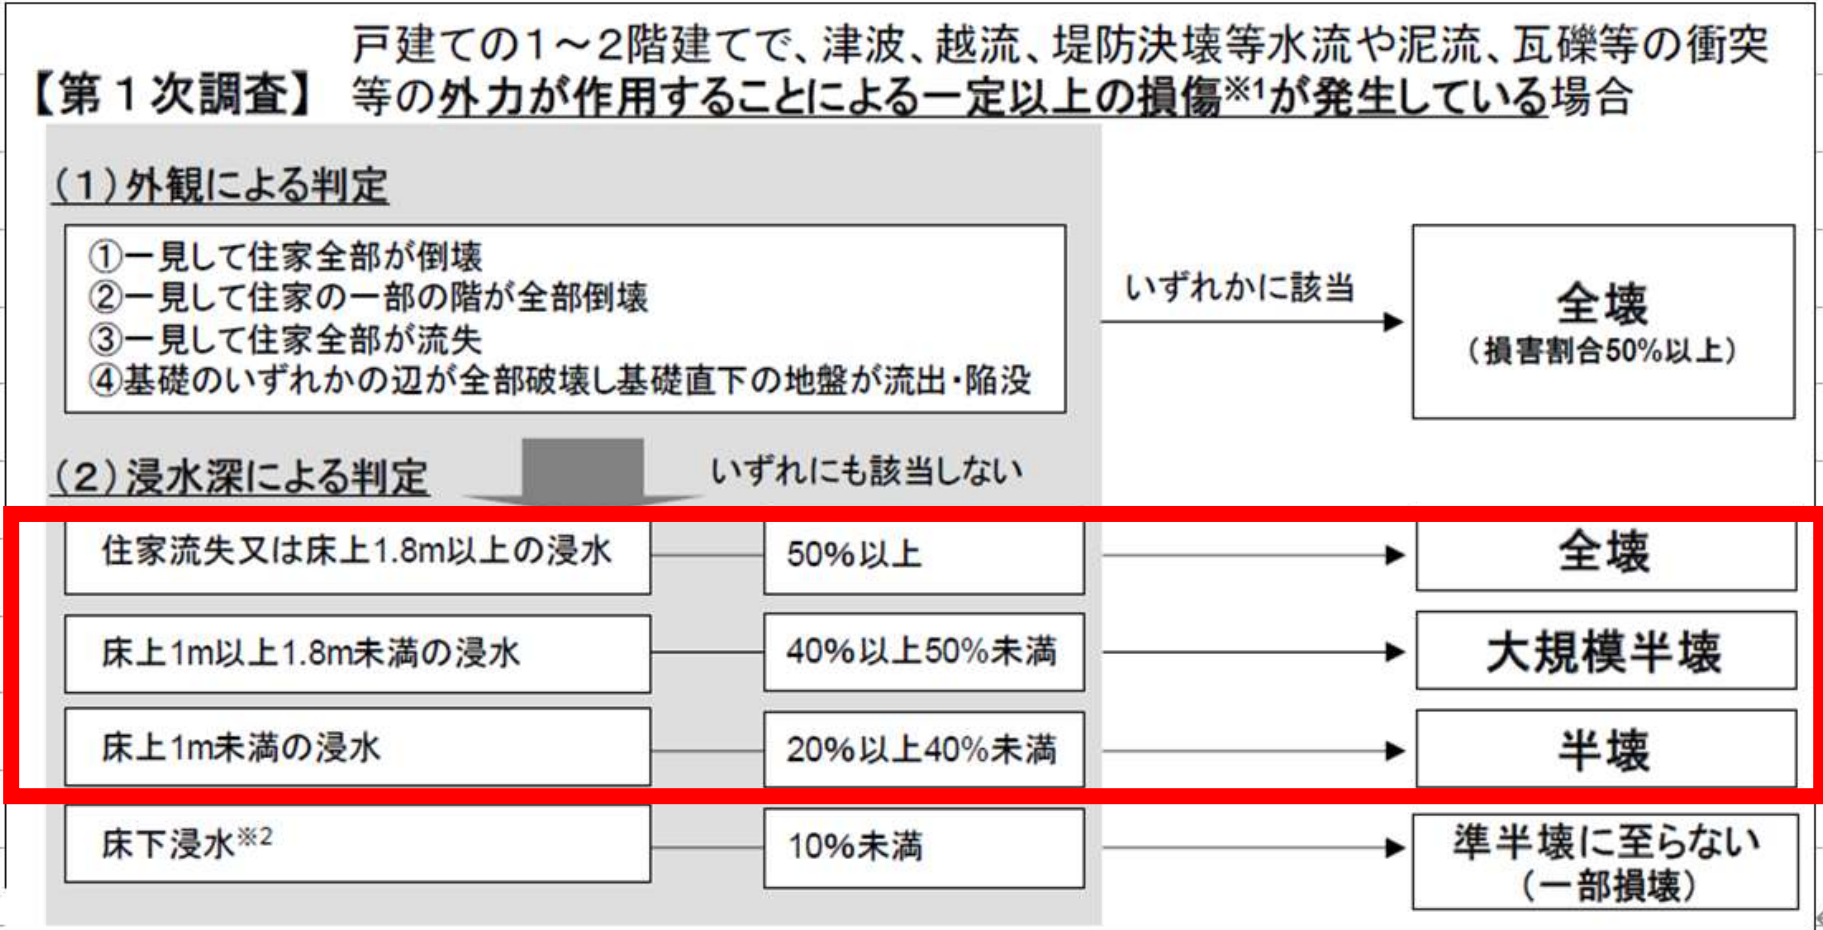 戸建ての１～２階建てで、津波、越流、堤防決壊等水流や泥流、瓦礫等の衝突
【第１次調査】 等の外力が作用することによる一定以上の損傷※1が発生している場合
（１）外観による判定
①一見して住家全部が倒壊
②一見して住家の一部の階が全部倒壊
③一見して住家全部が流失
④基礎のいずれかの辺が全部破壊し基礎直下の地盤が流出・陥没
いずれかに該当
全壊
（損害割合50%以上）
（２）浸水深による判定
いずれにも該当しない
住家流失又は床上1.8m以上の浸水 50%以上 全壊
床上1m以上1.8m未満の浸水 40%以上50%未満 大規模半壊
床上1m未満の浸水 20%以上40%未満 半壊
床下浸水※2 10%未満 準半壊に至らない
（一部損壊）